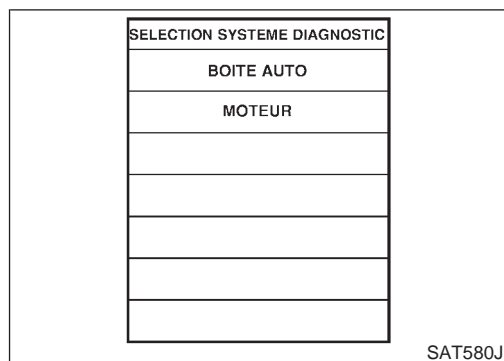 SELECTION SYSTEME DIAGNOSTIC
BOITE AUTO
MOTEUR
SAT580J